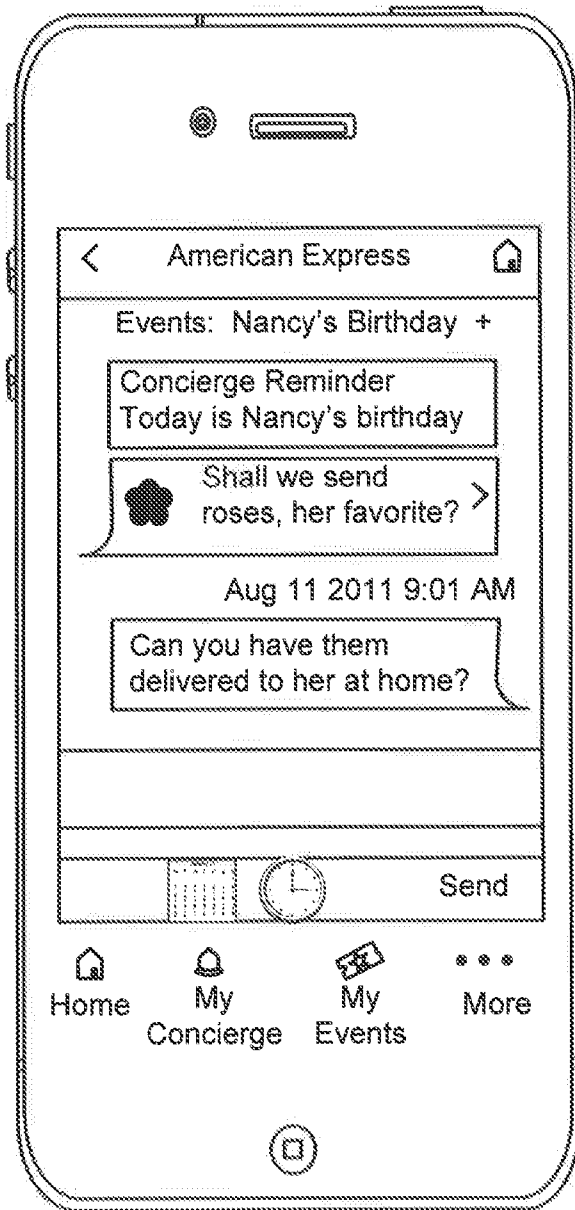 American Express
Events: Nancy's Birthday +
Concierge Reminder
Today is Nancy's birthday
Shall we send
roses, her favorite?
Aug 11 2011 9:01 AM
Can you have them
delivered to her at home?
Send
Home
My
Concierge
My
Events
More